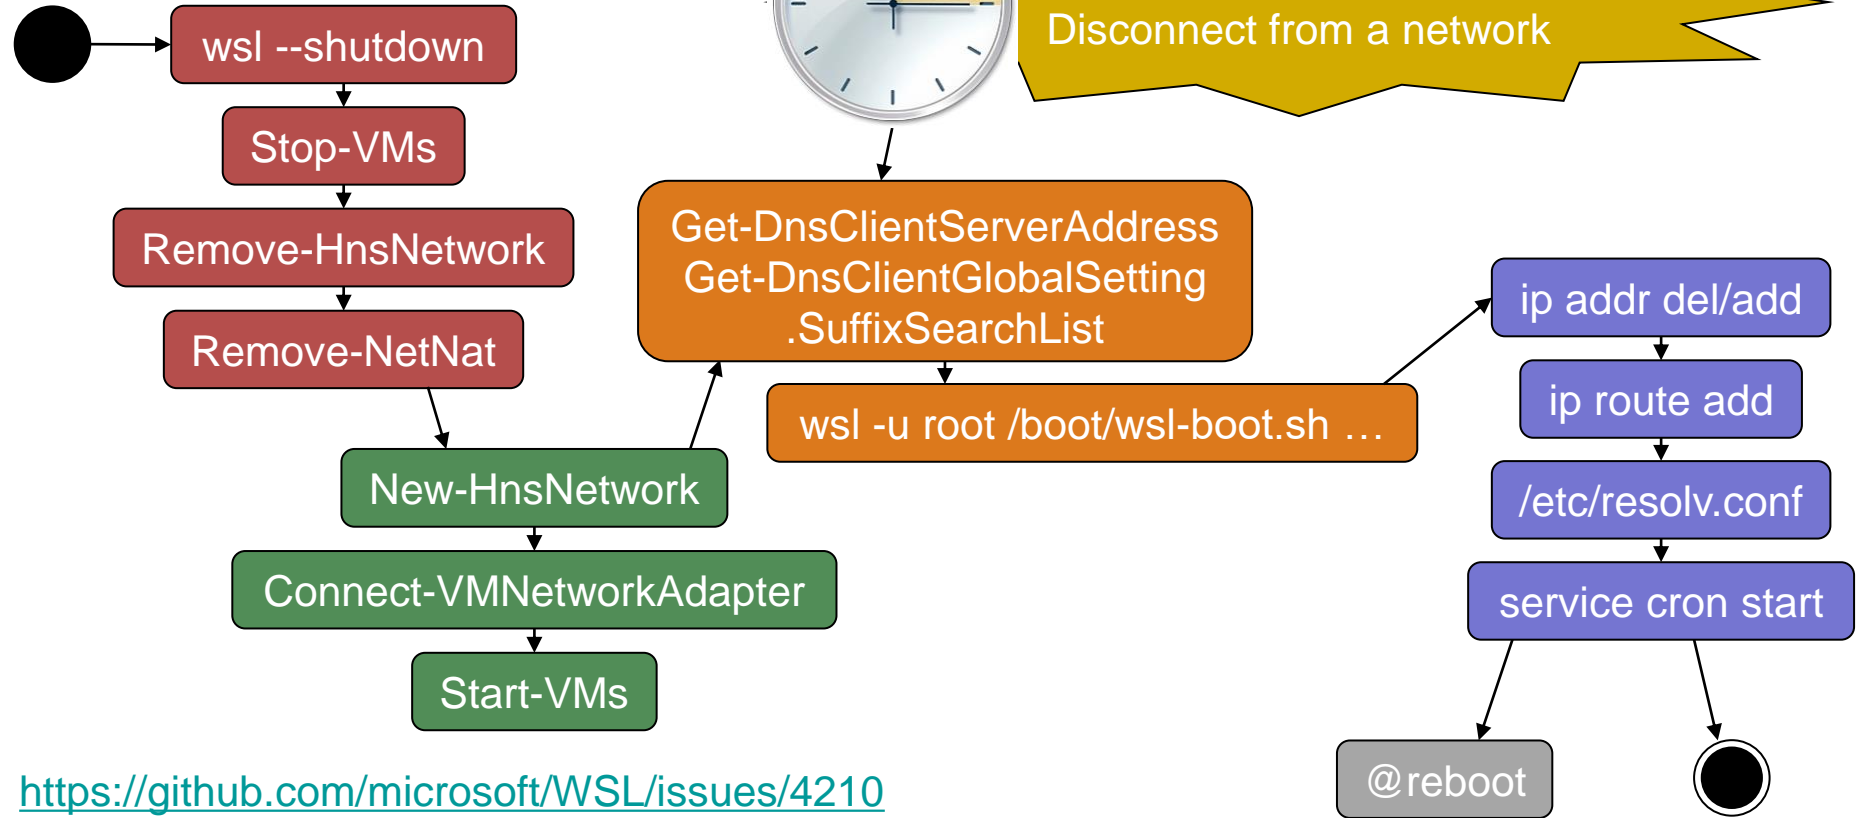 wsl --shutdown
Stop-VMs
Remove-HnsNetwork
Remove-NetNat
New-HnsNetwork
Connect-VMNetworkAdapter
Start-VMs
Disconnect from a network
Get-DnsClientServerAddress
Get-DnsClientGlobalSetting
.SuffixSearchList
wsl -u root /boot/wsl-boot.sh …
ip addr del/add
ip route add
/etc/resolv.conf
service cron start
@reboot
https://github.com/microsoft/WSL/issues/4210